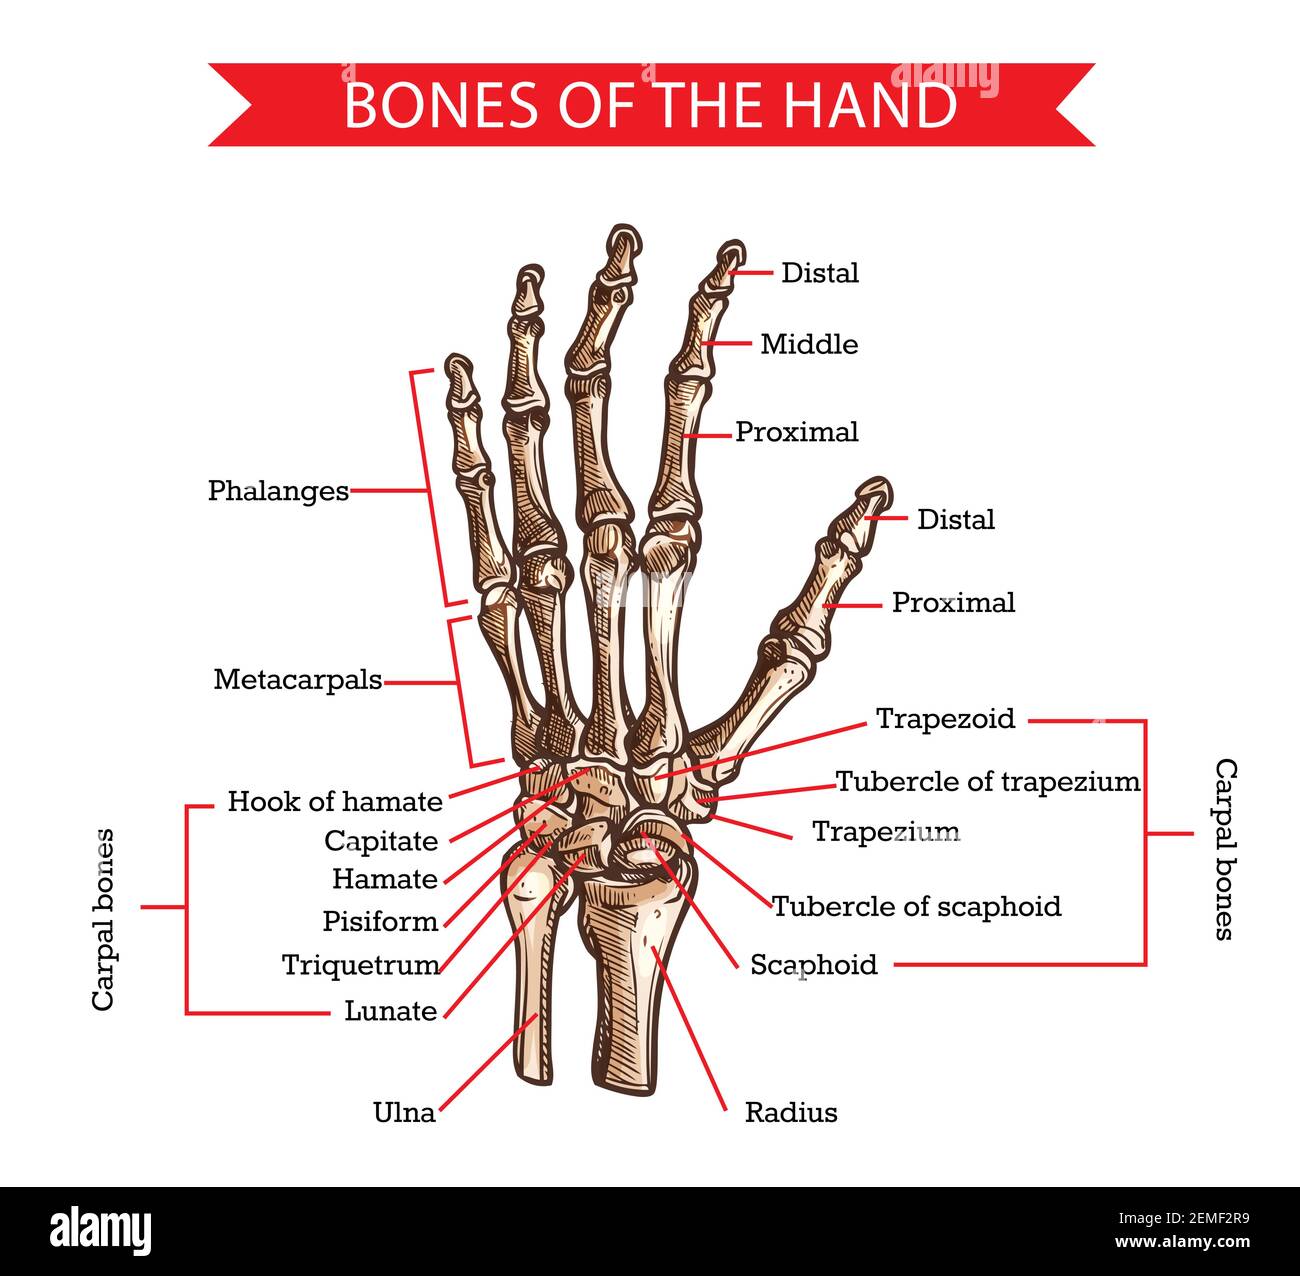 BONES OF THE HAND
Distal
Middle
Proximal
Phalanges
Distal
Proximal
Metacarpals
Trapezoid
Tubercle of trapezium
Trapezium
Tubercle of scaphoid
Scaphoid
Carpal bones
Hook of hamate
Capitate
Hamate
Pisiform
Triquetrum
Lunate
Carpal bones
Ulna
Radius
alamy
Image ID: 2EMF2R9
www.alamy.com